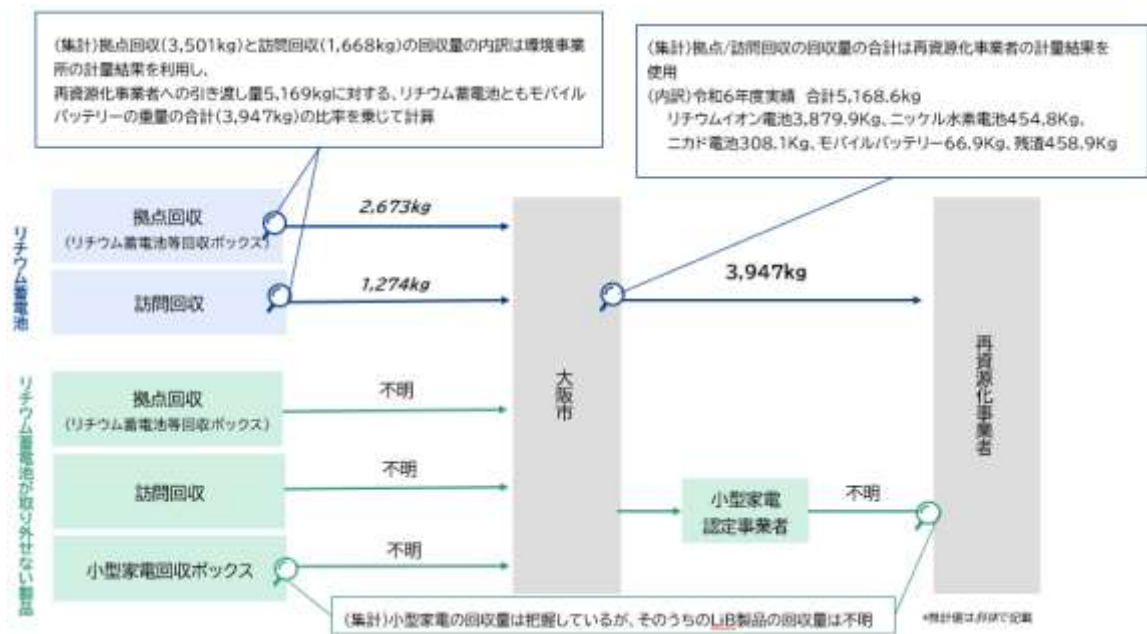 (集計)拠点回収(3,501kg)と訪問回収(1,668kg)の回収量の内訳は環境事業
所の計量結果を利用し、
再資源化事業者への引き渡し量5,169kgに対する、リチウム蓄電池ともモバイル
バッテリーの重量の合計(3,947kg)の比率を乗じて計算
(集計)拠点/訪問回収の回収量の合計は再資源化事業者の計量結果を
使用
(内訳)令和6年度実績 合計5,168.6kg
リチウムイオン電池3,879.9Kg、ニッケル水素電池454.8Kg、
ニカド電池308.1Kg、モバイルバッテリー66.9Kg、残渣458.9Kg
リチウム蓄電池
拠点回収
(リチウム蓄電池等回収ボックス)
2,673kg
訪問回収
1,274kg
大阪市
3,947kg
再資源化事業者
リチウム蓄電池が取り外せない製品
拠点回収
(リチウム蓄電池等回収ボックス)
不明
訪問回収
不明
小型家電回収ボックス
不明
小型家電
認定事業者
不明
(集計)小型家電の回収量は把握しているが、そのうちのLiB製品の回収量は不明
*推計値は斜体で記載